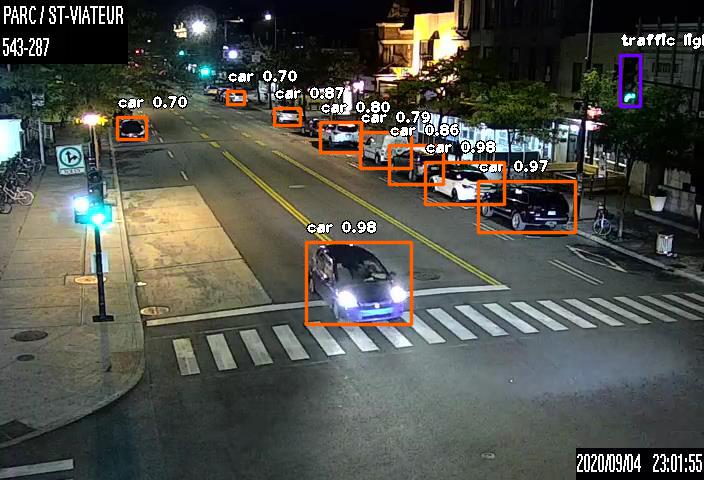 PARC / ST-VIATEUR
543-287
traffic lig
car 0.70
car 0.87
car 0.70
car 0.80
car 0.79
car 0.86
car 0.98
car 0.97
car 0.98
2020/09/04 23:01:55